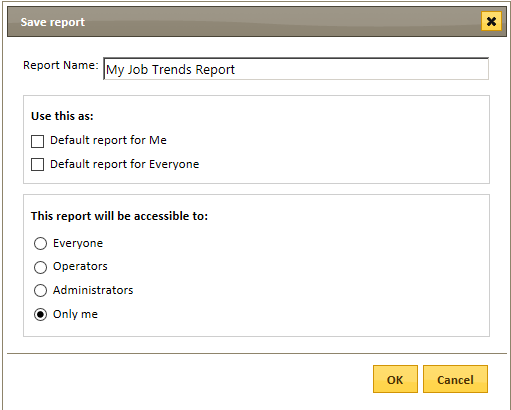 Save report
Report Name: My Job Trends Report
Use this as:
Default report for Me
Default report for Everyone
This report will be accessible to:
Everyone
Operators
Administrators
Only me
OK Cancel